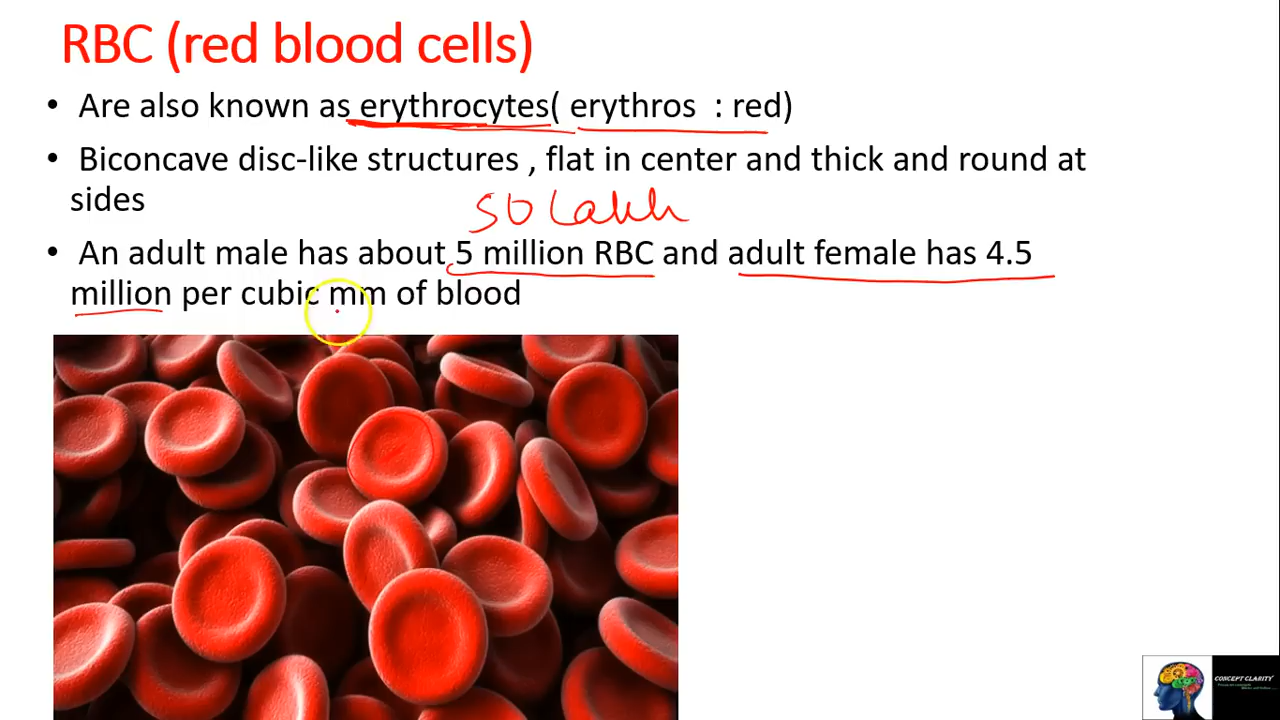 RBC (red blood cells)
• Are also known as erythrocytes( erythros : red)
• Biconcave disc-like structures , flat in center and thick and round at
sides
50 Lakh
• An adult male has about 5 million RBC and adult female has 4.5
million per cubic mm of blood
CONCEPT CLARITY